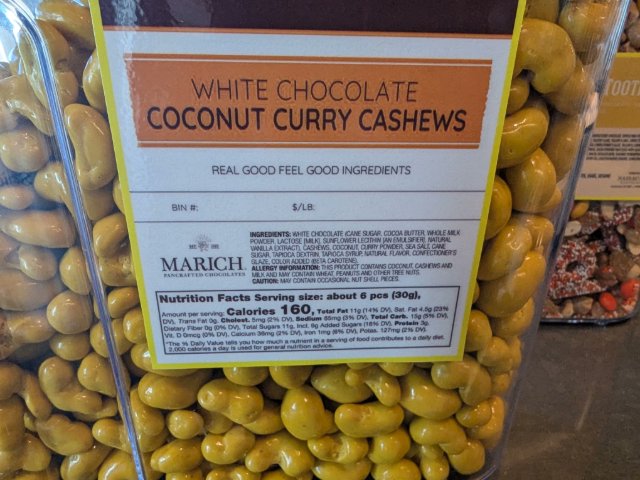 WHITE CHOCOLATE
COCONUT CURRY CASHEWS
REAL GOOD FEEL GOOD INGREDIENTS
BIN #:
$/LB:
MARICH
PANCRAFTED CHOCOLATES
INGREDIENTS: WHITE CHOCOLATE (CANE SUGAR, COCOA BUTTER, WHOLE MILK
POWDER, LACTOSE [MILK], SUNFLOWER LECITHIN [AN EMULSIFIER], NATURAL
VANILLA EXTRACT), CASHEWS, COCONUT, CURRY POWDER, SEA SALT, CANE
SUGAR, TAPIOCA DEXTRIN, TAPIOCA SYRUP, NATURAL FLAVOR, CONFECTIONER'S
GLAZE, COLOR ADDED (BETA CAROTENE).
ALLERGY INFORMATION: THIS PRODUCT CONTAINS COCONUT, CASHEWS AND
MILK AND MAY CONTAIN WHEAT, PEANUTS AND OTHER TREE NUTS.
CAUTION: MAY CONTAIN OCCASIONAL NUT SHELL PIECES.
Nutrition Facts Serving size: about 6 pcs (30g),
Amount per serving: Calories 160, Total Fat 11g (14% DV), Sat. Fat 4.5g (23%
DV), Trans Fat 0g, Cholest. 5mg (2% DV), Sodium 65mg (3% DV), Total Carb. 15g (5% DV),
Dietary Fiber 0g (0% DV), Total Sugars 11g, Incl. 8g Added Sugars (16% DV), Protein 3g,
Vit. D 0mcg (0% DV), Calcium 36mg (2% DV), Iron 1mg (6% DV), Potas. 127mg (2% DV).
*The % Daily Value tells you how much a nutrient in a serving of food contributes to a daily diet.
2,000 calories a day is used for general nutrition advice.
TOOT